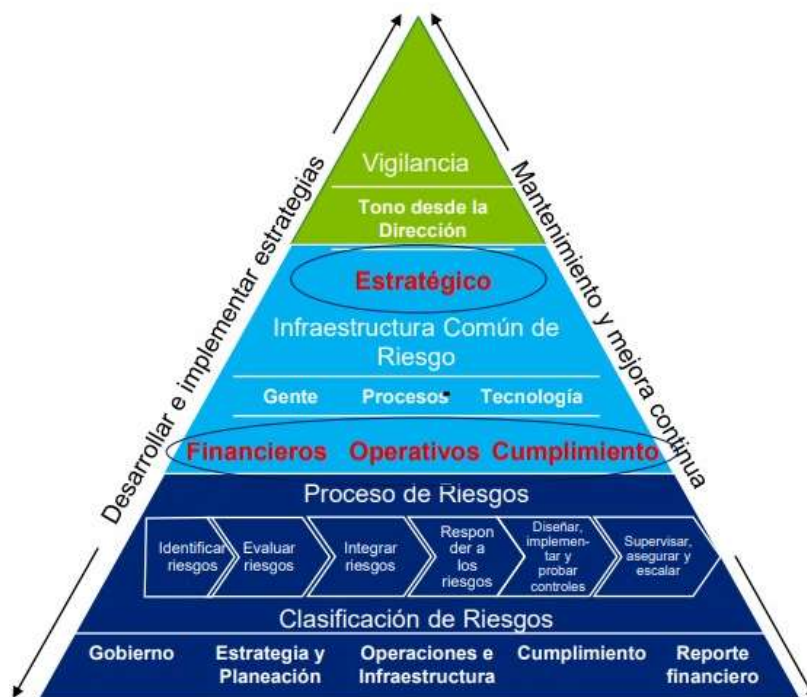 Desarrollar e implementar estrategias
Mantenimiento y mejora continua
Vigilancia
Tono desde la
Dirección
Estratégico
Infraestructura Común de
Riesgo
Gente Procesos Tecnología
Financieros Operativos Cumplimiento
Proceso de Riesgos
Identificar
riesgos
Evaluar
riesgos
Integrar
riesgos
Respon
der a
los
riesgos
Diseñar,
implemen-
tar y
probar
controles
Supervisar,
asegurar y
escalar
Clasificación de Riesgos
Gobierno
Estrategia y
Planeación
Operaciones e
Infraestructura
Cumplimiento
Reporte
financiero